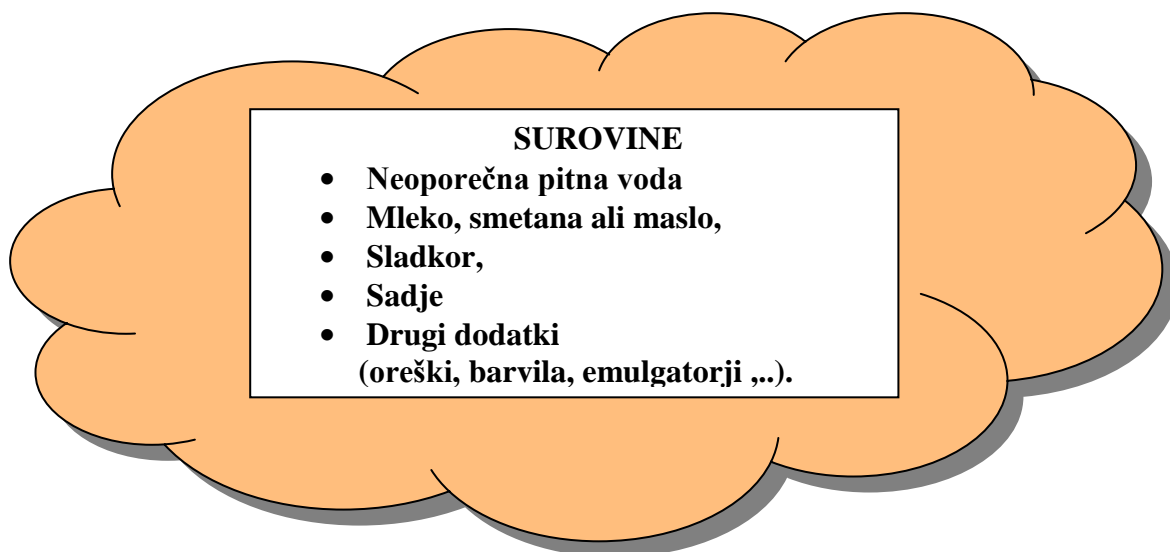 SUROVINE
• Neoporečna pitna voda
• Mleko, smetana ali maslo,
• Sladkor,
• Sadje
• Drugi dodatki
(oreški, barvila, emulgatorji ,..).